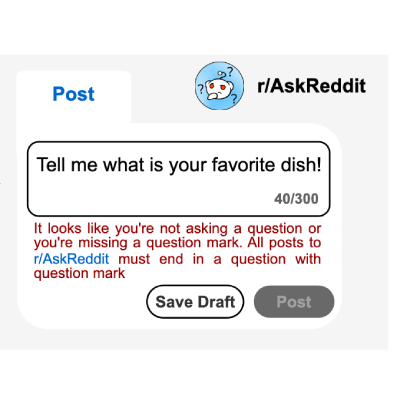 Post
r/AskReddit
Tell me what is your favorite dish!
40/300
It looks like you're not asking a question or
you're missing a question mark. All posts to
r/AskReddit must end in a question with
question mark
Save Draft
Post